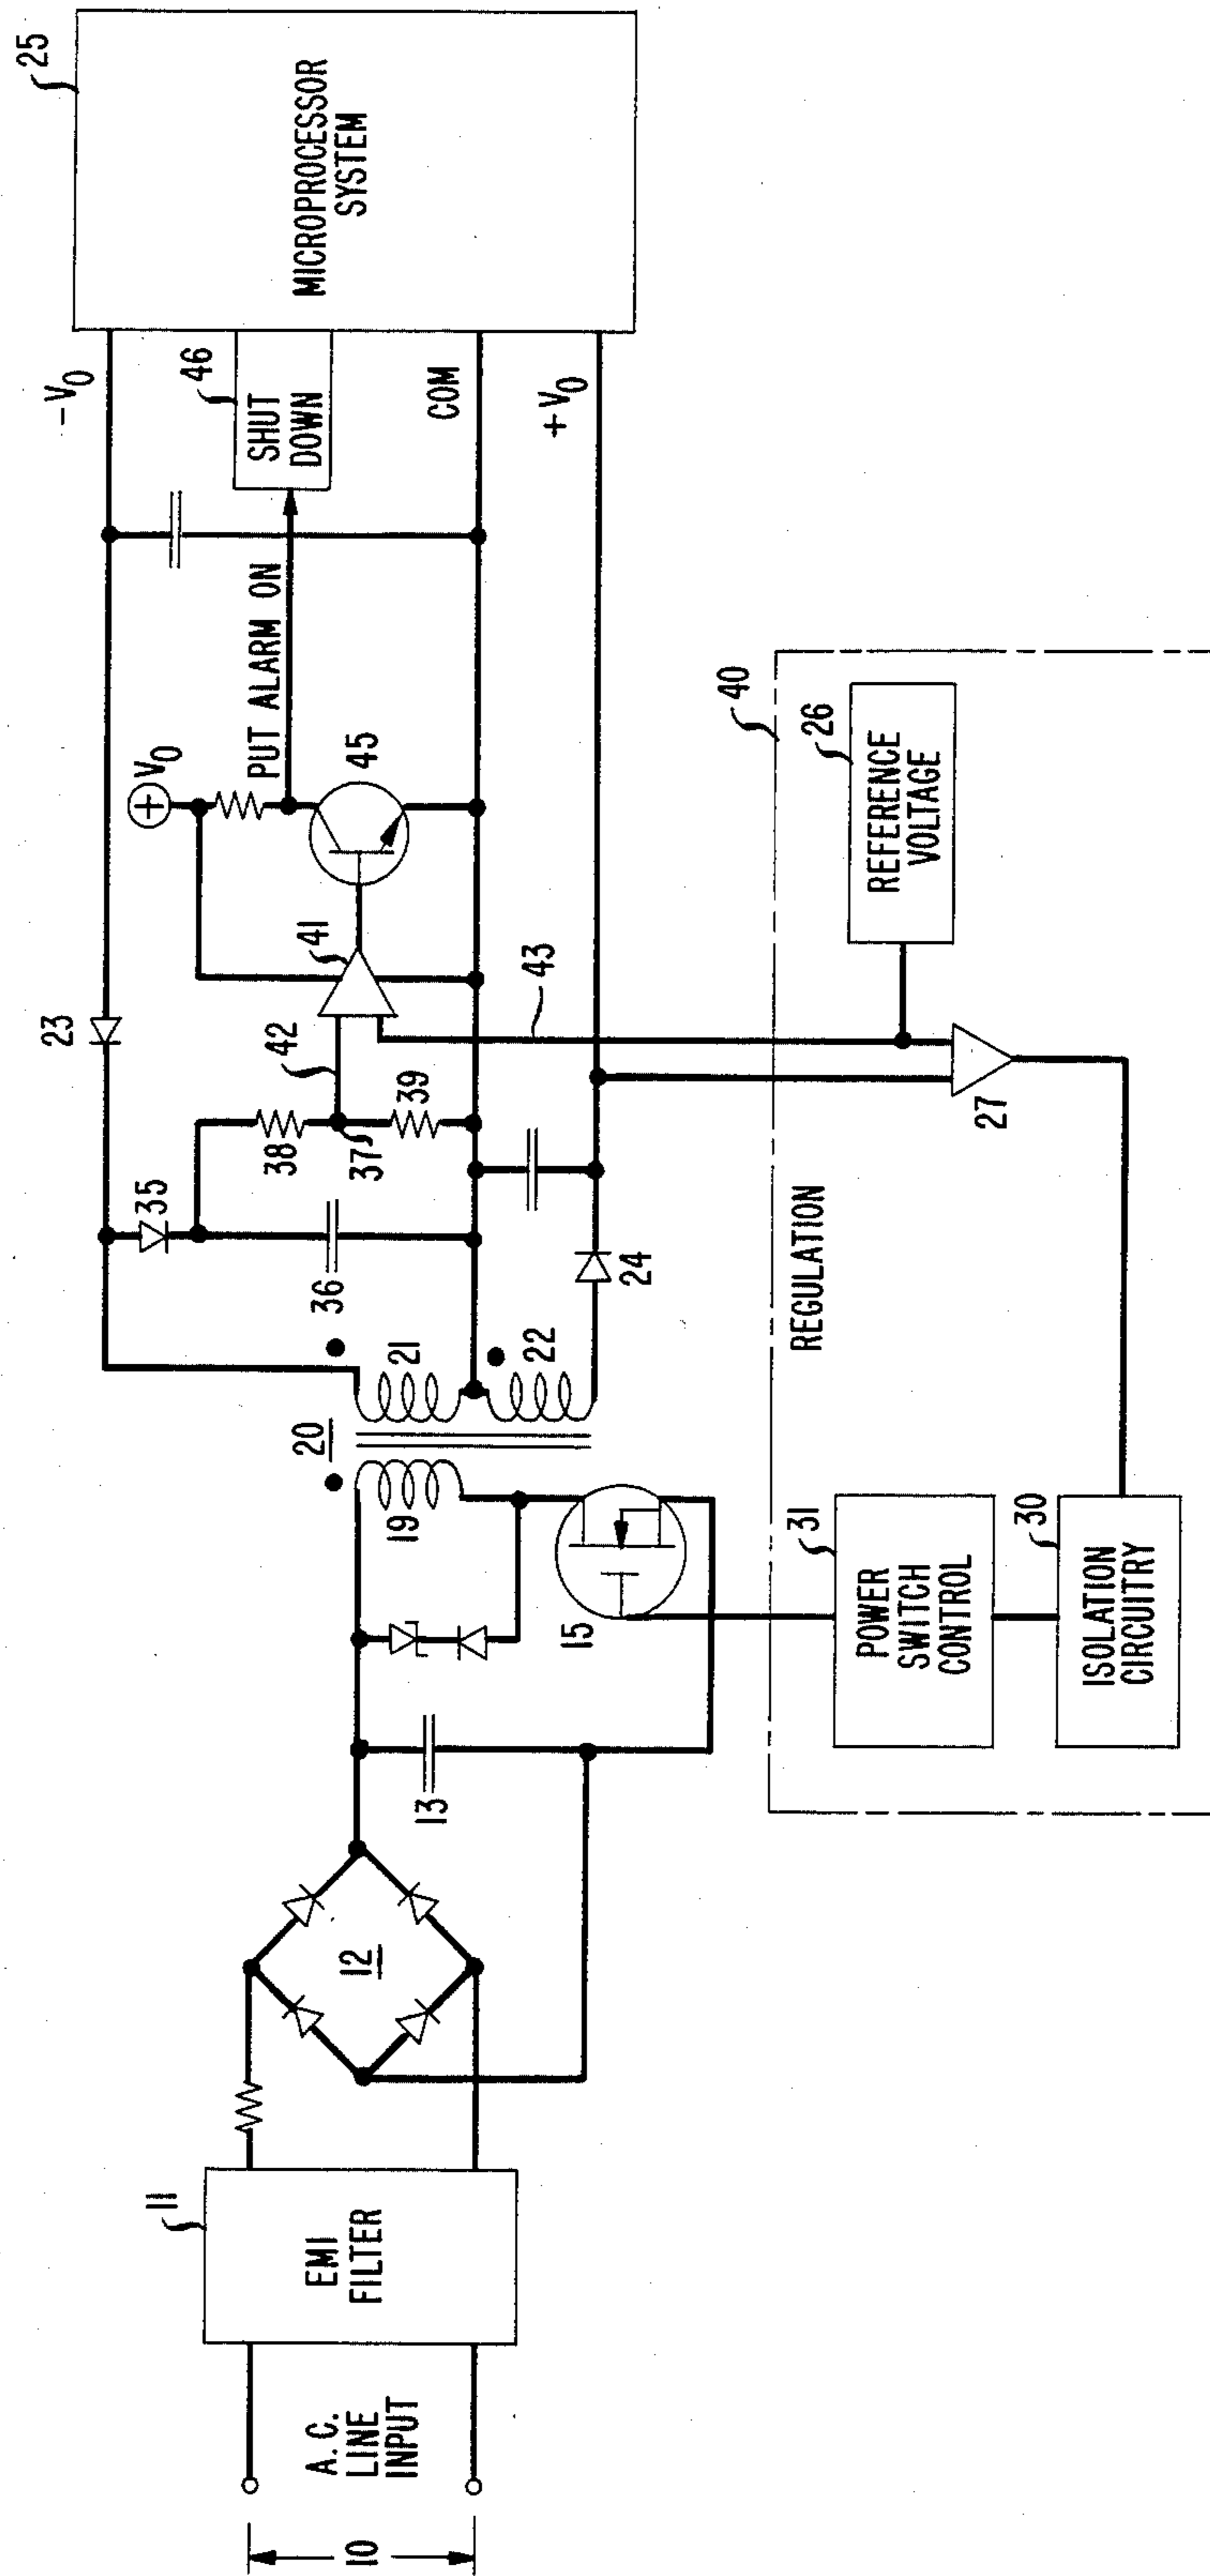 10
A.C.
LINE
INPUT
11
EMI
FILTER
12
13
15
19
20
21
22
36
35
38
37
39
42
23
24
41
43
45
+ V0
PUT ALARM ON
-V0
46
SHUT
DOWN
COM
+V0
25
MICROPROCESSOR
SYSTEM
REGULATION
40
31
POWER
SWITCH
CONTROL
30
ISOLATION
CIRCUITRY
27
26
REFERENCE
VOLTAGE